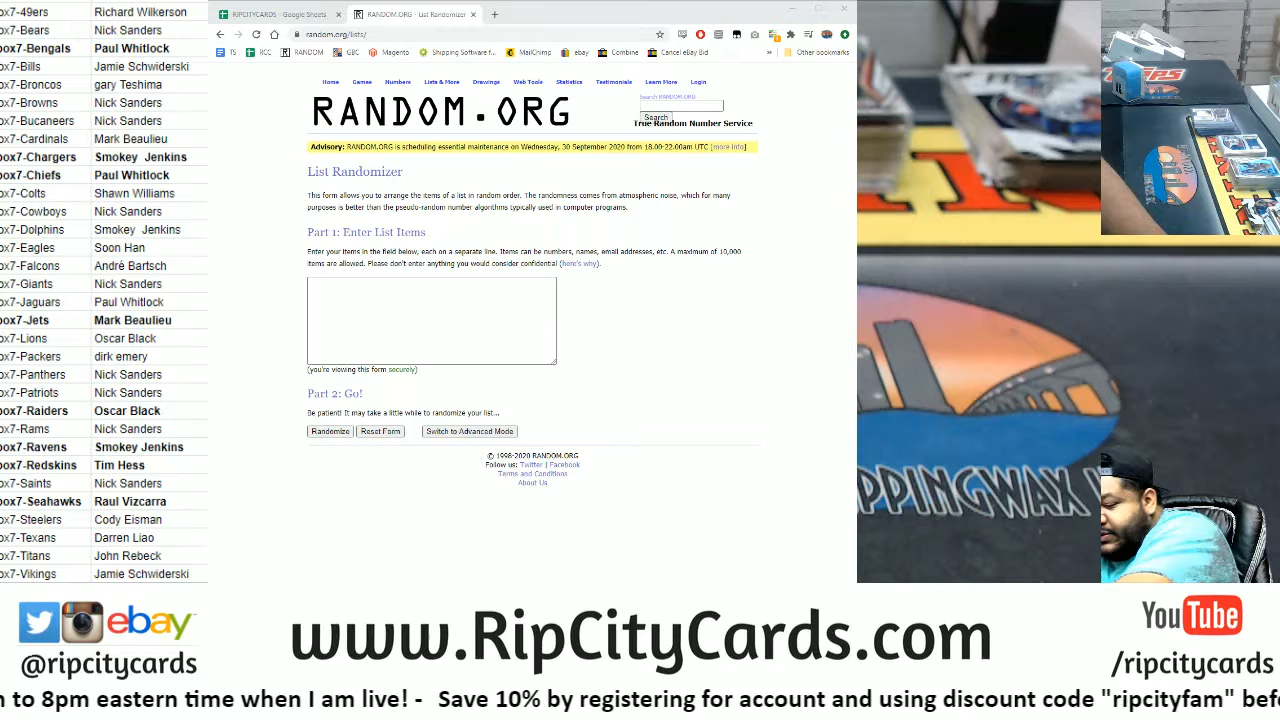 ox7-49ers Richard Wilkerson
ox7-Bears Nick Sanders
box7-Bengals Paul Whitlock
ox7-Bills Jamie Schwiderski
ox7-Broncos gary Teshima
ox7-Browns Nick Sanders
ox7-Bucaneers Nick Sanders
ox7-Cardinals Mark Beaulieu
box7-Chargers Smokey Jenkins
box7-Chiefs Paul Whitlock
ox7-Colts Shawn Williams
ox7-Cowboys Nick Sanders
ox7-Dolphins Smokey Jenkins
ox7-Eagles Soon Han
ox7-Falcons Andrè Bartsch
ox7-Giants Nick Sanders
ox7-Jaguars Paul Whitlock
box7-Jets Mark Beaulieu
ox7-Lions Oscar Black
ox7-Packers dirk emery
ox7-Panthers Nick Sanders
ox7-Patriots Nick Sanders
box7-Raiders Oscar Black
ox7-Rams Nick Sanders
box7-Ravens Smokey Jenkins
box7-Redskins Tim Hess
ox7-Saints Nick Sanders
box7-Seahawks Raul Vizcarra
ox7-Steelers Cody Eisman
ox7-Texans Darren Liao
ox7-Titans John Rebeck
ox7-Vikings Jamie Schwiderski
RIPCITYCARDS - Google Sheets
RANDOM.ORG - List Randomizer
random.org/lists/
TS RCC RANDOM GBC Magento Shipping Software f... MailChimp ebay Combine Cancel eBay Bid » Other bookmarks
Home Games Numbers Lists & More Drawings Web Tools Statistics Testimonials Learn More Login
RANDOM.ORG
Search RANDOM.ORG
Search
True Random Number Service
Advisory: RANDOM.ORG is scheduling essential maintenance on Wednesday, 30 September 2020 from 18.00-22.00am UTC [more info]
List Randomizer
This form allows you to arrange the items of a list in random order. The randomness comes from atmospheric noise, which for many
purposes is better than the pseudo-random number algorithms typically used in computer programs.
Part 1: Enter List Items
Enter your items in the field below, each on a separate line. Items can be numbers, names, email addresses, etc. A maximum of 10,000
items are allowed. Please don't enter anything you would consider confidential (here's why).
(you're viewing this form securely)
Part 2: Go!
Be patient! It may take a little while to randomize your list...
Randomize Reset Form Switch to Advanced Mode
© 1998-2020 RANDOM.ORG
Follow us: Twitter | Facebook
Terms and Conditions
About Us
PPINGWAX
ebay
@ripcitycards
www.RipCityCards.com
YouTube
/ripcitycards
n to 8pm eastern time when I am live! - Save 10% by registering for account and using discount code "ripcityfam" befo